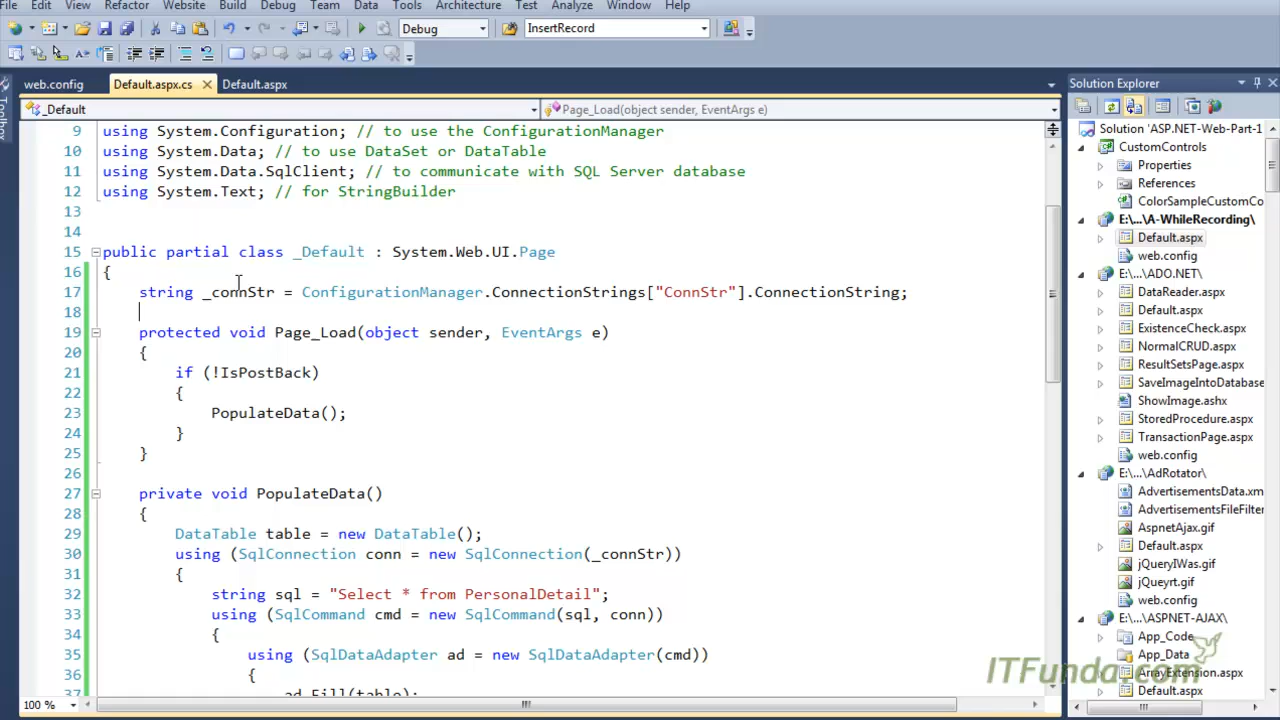 File Edit View Refactor Website Build Debug Team Data Tools Architecture Test Analyze Window Help
Debug InsertRecord
web.config Default.aspx.cs Default.aspx Solution Explorer
_Default Page_Load(object sender, EventArgs e)
Toolbox
9 using System.Configuration; // to use the ConfigurationManager
10 using System.Data; // to use DataSet or DataTable
11 using System.Data.SqlClient; // to communicate with SQL Server database
12 using System.Text; // for StringBuilder
13
14
15 public partial class _Default : System.Web.UI.Page
16 {
17 string _connStr = ConfigurationManager.ConnectionStrings["ConnStr"].ConnectionString;
18
19 protected void Page_Load(object sender, EventArgs e)
20 {
21 if (!IsPostBack)
22 {
23 PopulateData();
24 }
25 }
26
27 private void PopulateData()
28 {
29 DataTable table = new DataTable();
30 using (SqlConnection conn = new SqlConnection(_connStr))
31 {
32 string sql = "Select * from PersonalDetail";
33 using (SqlCommand cmd = new SqlCommand(sql, conn))
34 {
35 using (SqlDataAdapter ad = new SqlDataAdapter(cmd))
36 {
37 ad.Fill(table);
100 %
Solution 'ASP.NET-Web-Part-1
CustomControls
Properties
References
ColorSampleCustomCo
E:\...\A-WhileRecording\
Default.aspx
web.config
E:\...\ADO.NET\
DataReader.aspx
Default.aspx
ExistenceCheck.aspx
NormalCRUD.aspx
ResultSetsPage.aspx
SaveImageIntoDatabase
ShowImage.ashx
StoredProcedure.aspx
TransactionPage.aspx
web.config
E:\...\AdRotator\
AdvertisementsData.xm
AdvertisementsFileFilter
AspnetAjax.gif
Default.aspx
jQueryIWas.gif
jQueyrt.gif
web.config
E:\...\ASPNET-AJAX\
App_Code
App_Data
ArrayExtension.aspx
Default.aspx
ITFunda.com